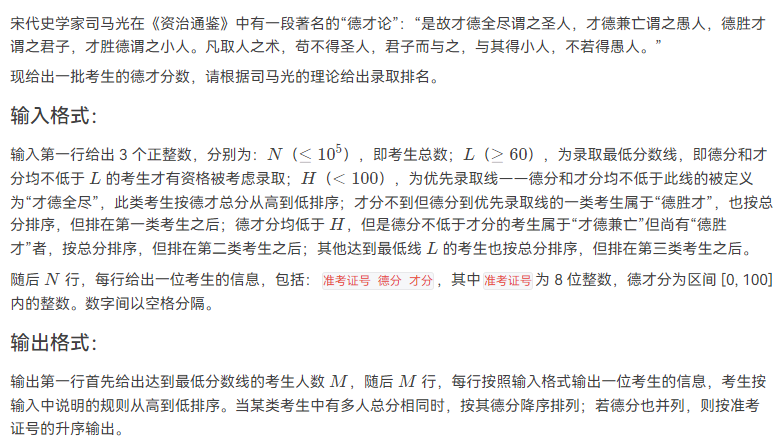 宋代史学家司马光在《资治通鉴》中有一段著名的“德才论”：“是故才德全尽谓之圣人，才德兼亡谓之愚人，德胜才
谓之君子，才胜德谓之小人。凡取人之术，苟不得圣人，君子而与之，与其得小人，不若得愚人。”
现给出一批考生的德才分数，请根据司马光的理论给出录取排名。
输入格式：
输入第一行给出 3 个正整数，分别为：N（≤ 10⁵），即考生总数；L（≥ 60），为录取最低分数线，即德分和才
分均不低于 L 的考生才有资格被考虑录取；H（< 100），为优先录取线——德分和才分均不低于此线的被定义
为“才德全尽”，此类考生按德才总分从高到低排序；才分不到但德分到优先录取线的一类考生属于“德胜才”，也按总
分排序，但排在第一类考生之后；德才分均低于 H，但是德分不低于才分的考生属于“才德兼亡”但尚有“德胜
才”者，按总分排序，但排在第二类考生之后；其他达到最低线 L 的考生也按总分排序，但排在第三类考生之后。
随后 N 行，每行给出一位考生的信息，包括：准考证号 德分 才分，其中准考证号为 8 位整数，德才分为区间 [0, 100]
内的整数。数字间以空格分隔。
输出格式：
输出第一行首先给出达到最低分数线的考生人数 M，随后 M 行，每行按照输入格式输出一位考生的信息，考生按
输入中说明的规则从高到低排序。当某类考生中有多人总分相同时，按其德分降序排列；若德分也并列，则按准考
证号的升序输出。